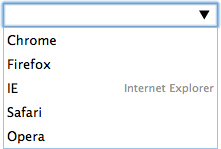 Chrome
Firefox
IE Internet Explorer
Safari
Opera